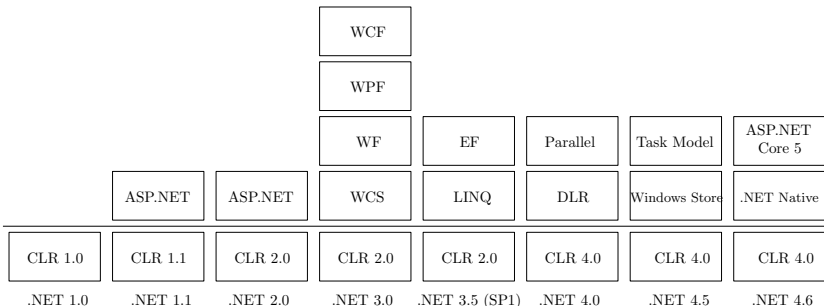 WCF
WPF
WF EF Parallel Task Model ASP.NET
Core 5
ASP.NET ASP.NET WCS LINQ DLR Windows Store .NET Native
CLR 1.0 CLR 1.1 CLR 2.0 CLR 2.0 CLR 2.0 CLR 4.0 CLR 4.0 CLR 4.0
.NET 1.0 .NET 1.1 .NET 2.0 .NET 3.0 .NET 3.5 (SP1) .NET 4.0 .NET 4.5 .NET 4.6